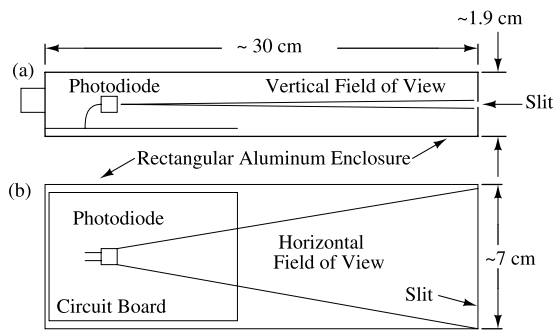 ~1.9 cm
~ 30 cm
(a)
Photodiode
Vertical Field of View
Slit
Rectangular Aluminum Enclosure
(b)
Photodiode
Horizontal
Field of View
~7 cm
Slit
Circuit Board